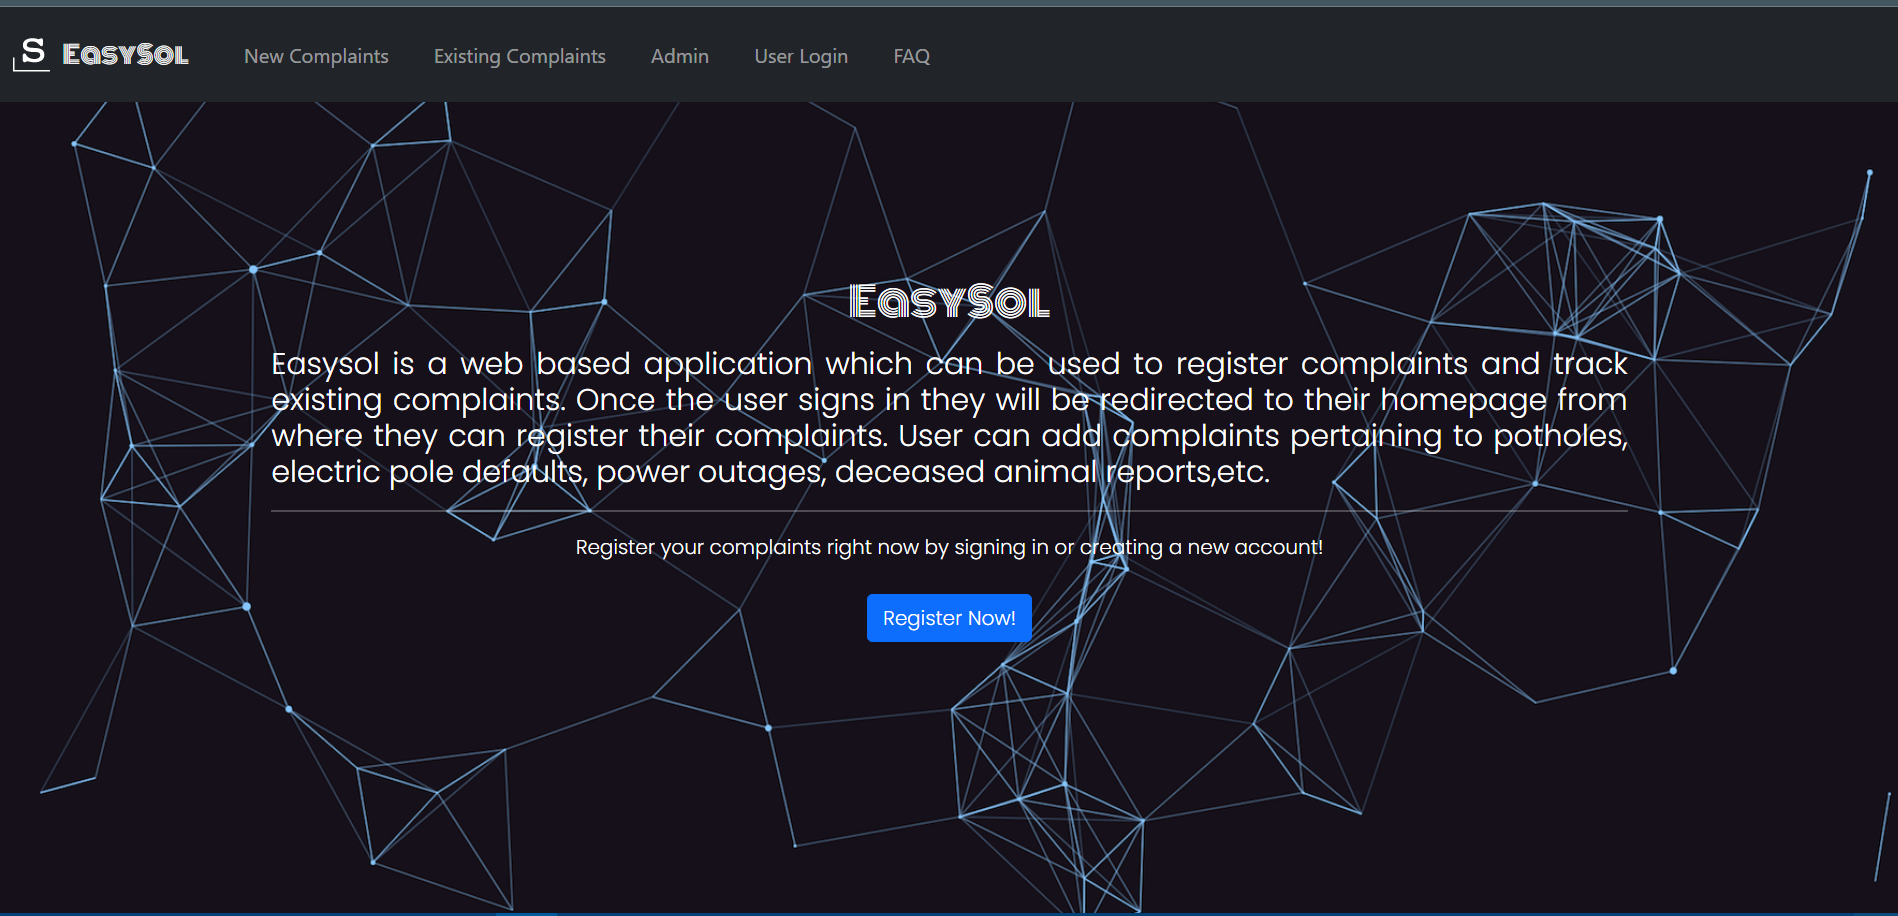 S EasySol New Complaints Existing Complaints Admin User Login FAQ
EasySol
Easysol is a web based application which can be used to register complaints and track
existing complaints. Once the user signs in they will be redirected to their homepage from
where they can register their complaints. User can add complaints pertaining to potholes,
electric pole defaults, power outages, deceased animal reports,etc.
Register your complaints right now by signing in or creating a new account!
Register Now!